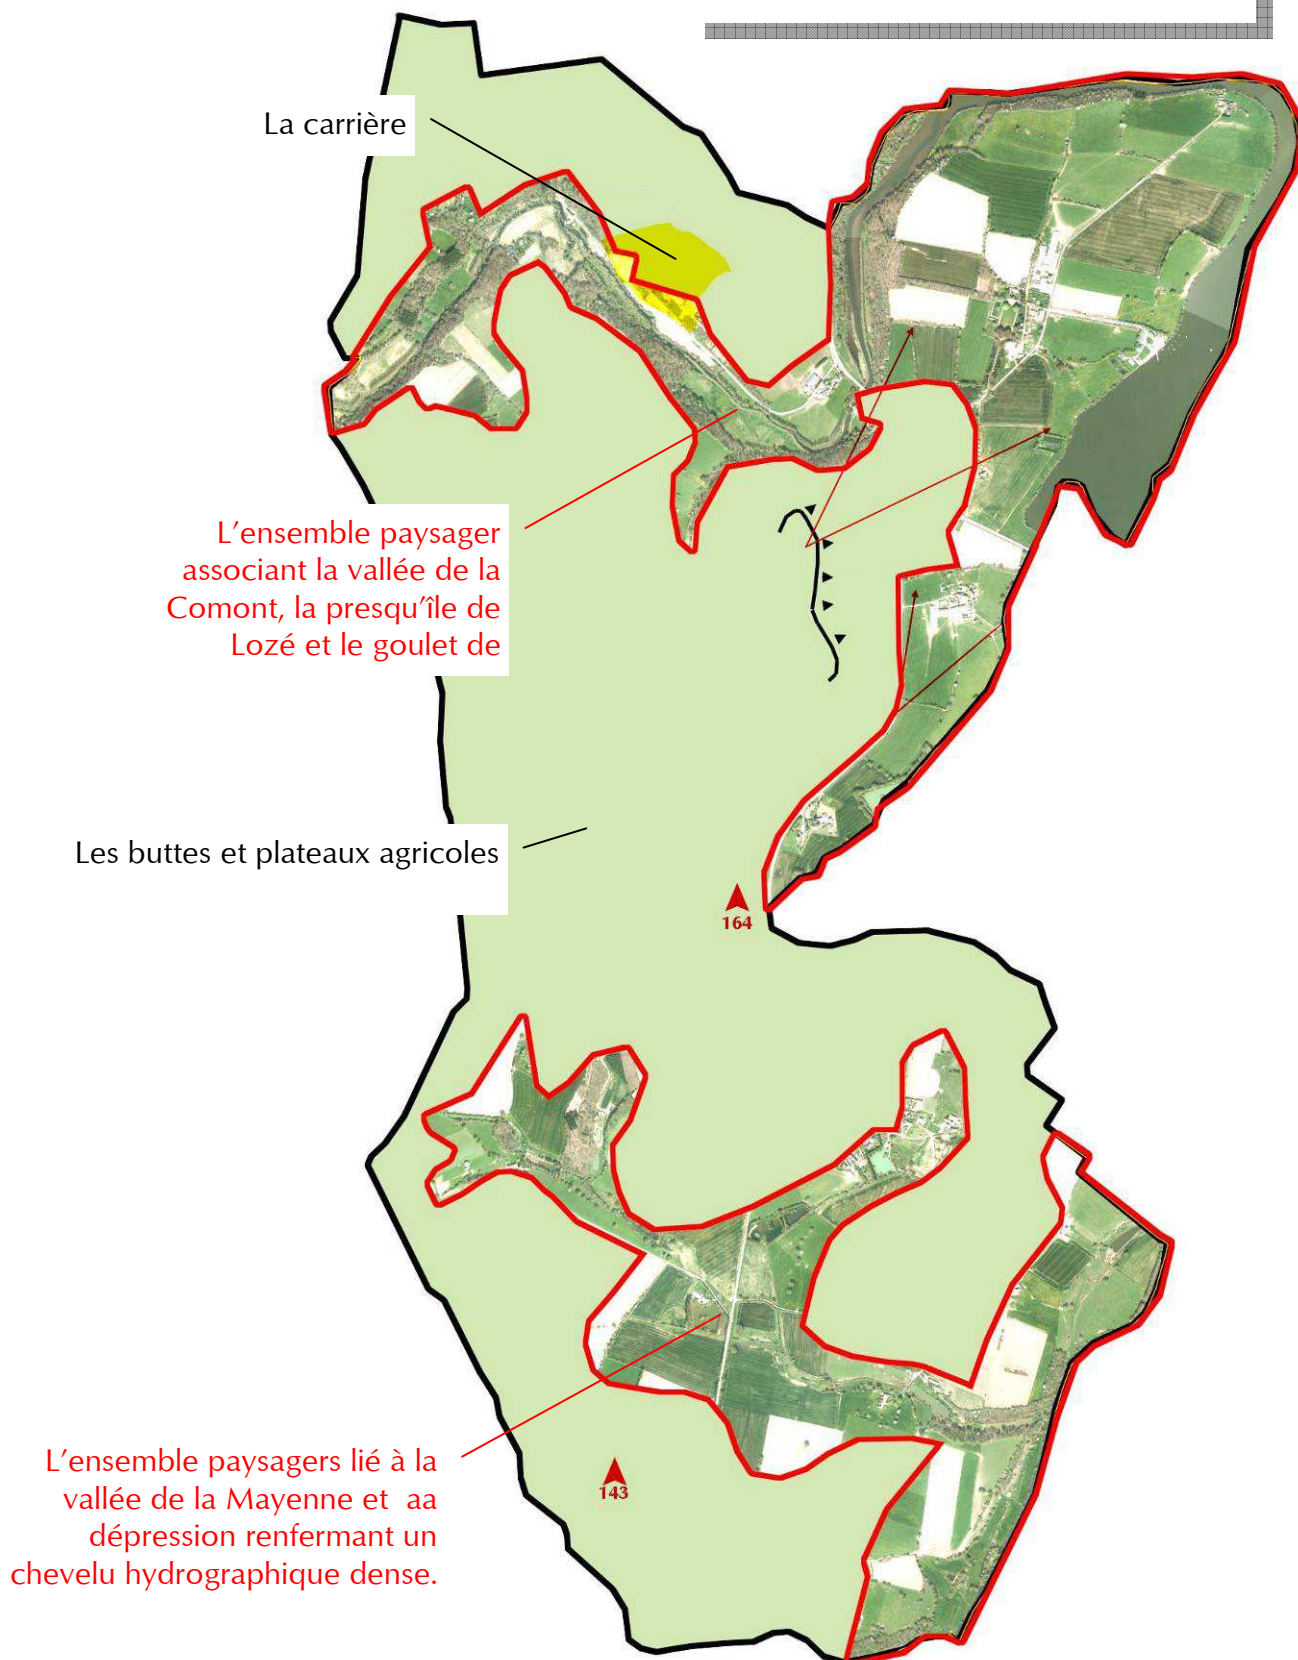 La carrière
L'ensemble paysager
associant la vallée de la
Comont, la presqu'île de
Lozé et le goulet de
Les buttes et plateaux agricoles
164
L'ensemble paysagers lié à la
vallée de la Mayenne et  aa
dépression renfermant un
chevelu hydrographique dense.
143